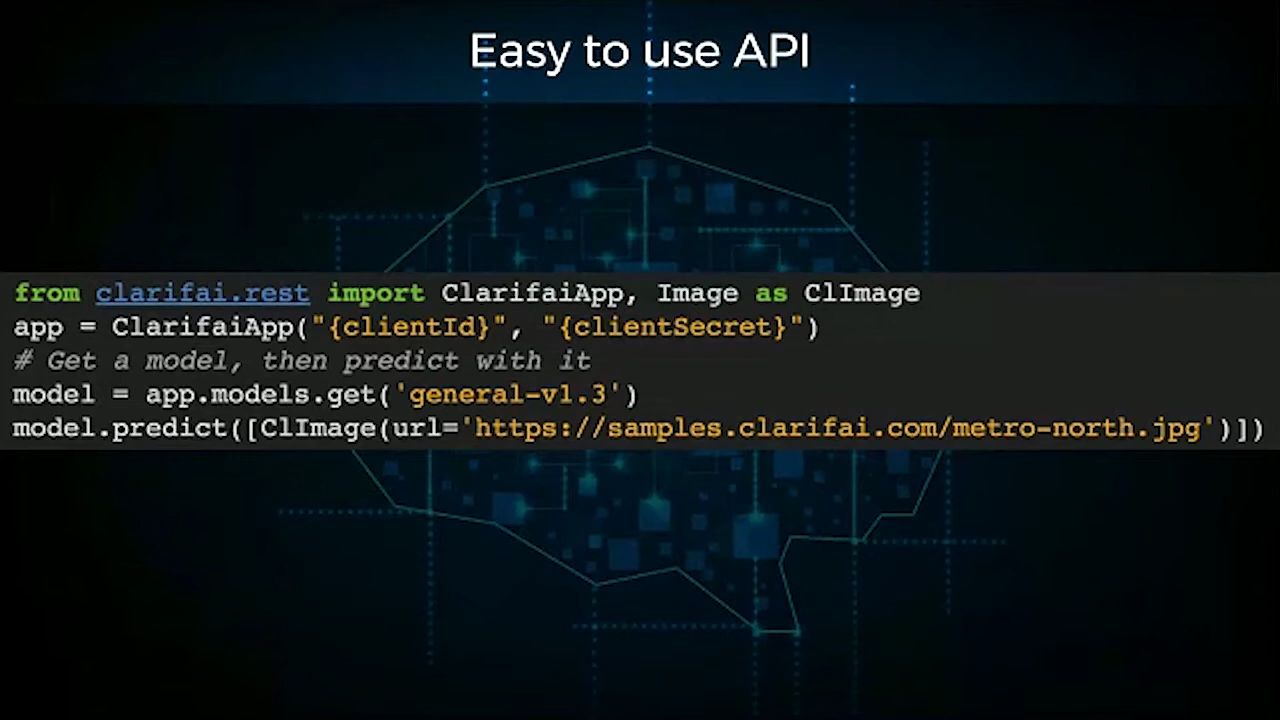 Easy to use API
from clarifai.rest import ClarifaiApp, Image as ClImage
app = ClarifaiApp("{clientId}", "{clientSecret}")
# Get a model, then predict with it
model = app.models.get('general-v1.3')
model.predict([ClImage(url='https://samples.clarifai.com/metro-north.jpg')])